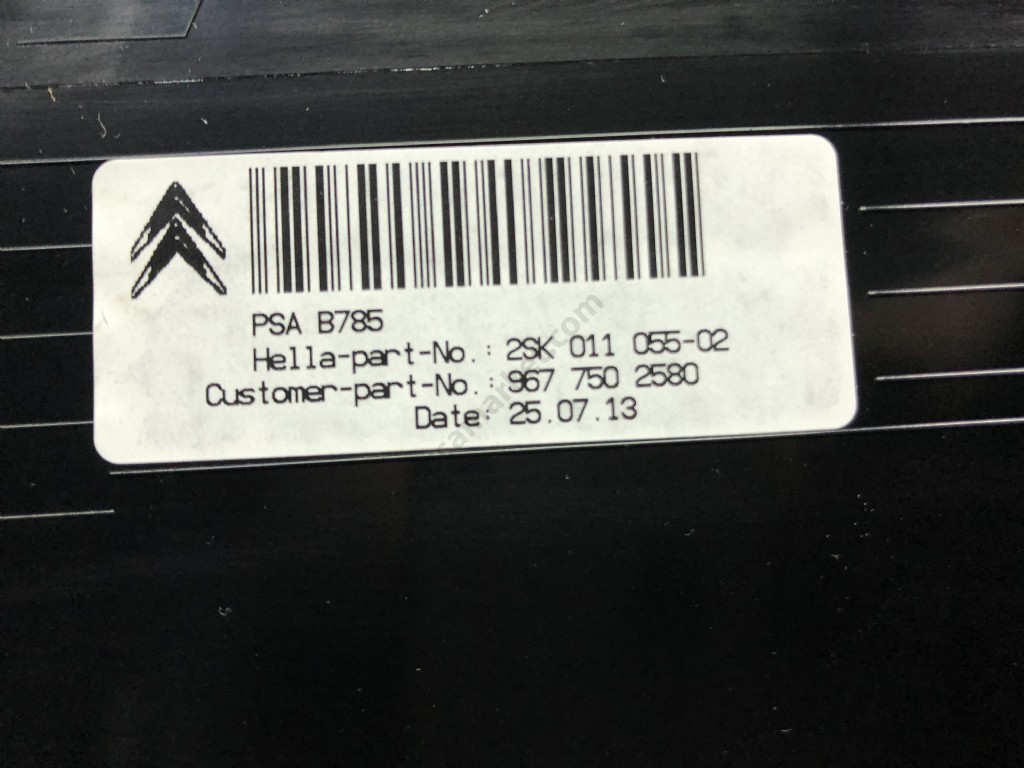 PSA B785
Hella-part-No.: 2SK 011 055-02
Customer-part-No.: 967 750 2580
Date: 25.07.13